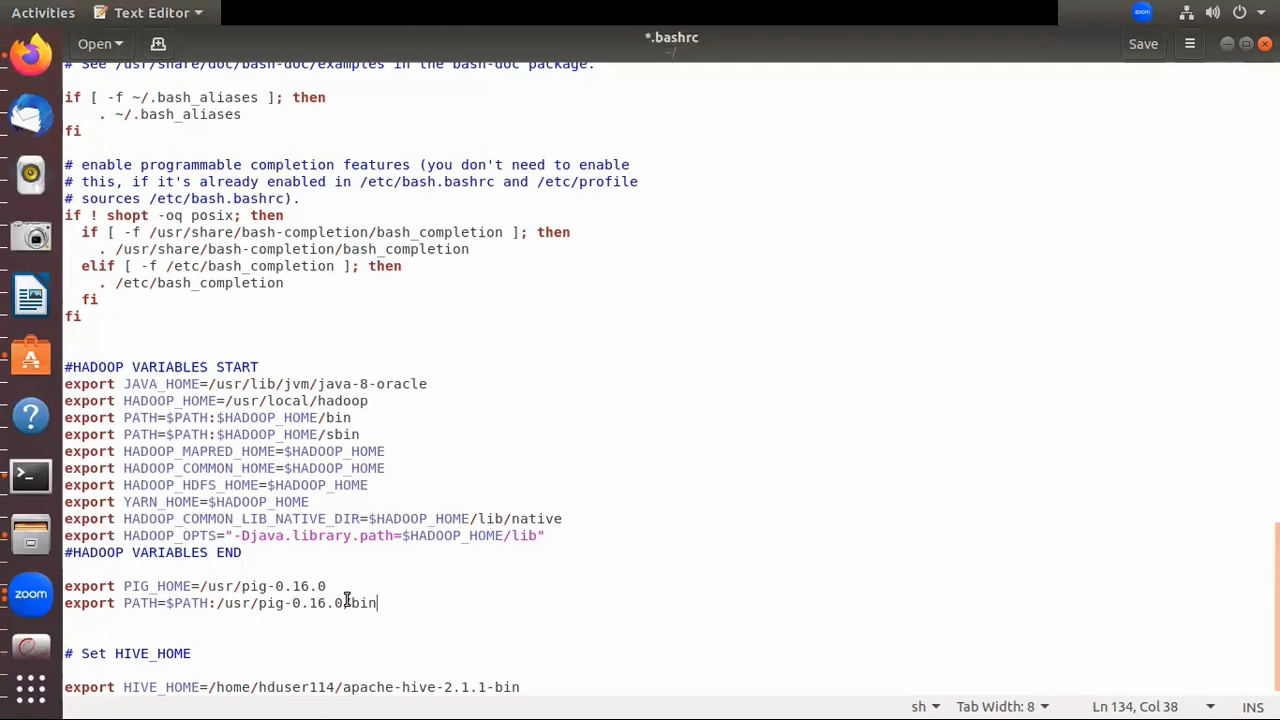 Activities
Text Editor
zoom
Open
*.bashrc
~/
Save
# See /usr/share/doc/bash-doc/examples in the bash-doc package.
if [ -f ~/.bash_aliases ]; then
. ~/.bash_aliases
fi
# enable programmable completion features (you don't need to enable
# this, if it's already enabled in /etc/bash.bashrc and /etc/profile
# sources /etc/bash.bashrc).
if ! shopt -oq posix; then
if [ -f /usr/share/bash-completion/bash_completion ]; then
. /usr/share/bash-completion/bash_completion
elif [ -f /etc/bash_completion ]; then
. /etc/bash_completion
fi
fi
#HADOOP VARIABLES START
export JAVA_HOME=/usr/lib/jvm/java-8-oracle
export HADOOP_HOME=/usr/local/hadoop
export PATH=$PATH:$HADOOP_HOME/bin
export PATH=$PATH:$HADOOP_HOME/sbin
export HADOOP_MAPRED_HOME=$HADOOP_HOME
export HADOOP_COMMON_HOME=$HADOOP_HOME
export HADOOP_HDFS_HOME=$HADOOP_HOME
export YARN_HOME=$HADOOP_HOME
export HADOOP_COMMON_LIB_NATIVE_DIR=$HADOOP_HOME/lib/native
export HADOOP_OPTS="-Djava.library.path=$HADOOP_HOME/lib"
#HADOOP VARIABLES END
export PIG_HOME=/usr/pig-0.16.0
export PATH=$PATH:/usr/pig-0.16.0/bin
# Set HIVE_HOME
export HIVE_HOME=/home/hduser114/apache-hive-2.1.1-bin
zoom
sh
Tab Width: 8
Ln 134, Col 38
INS